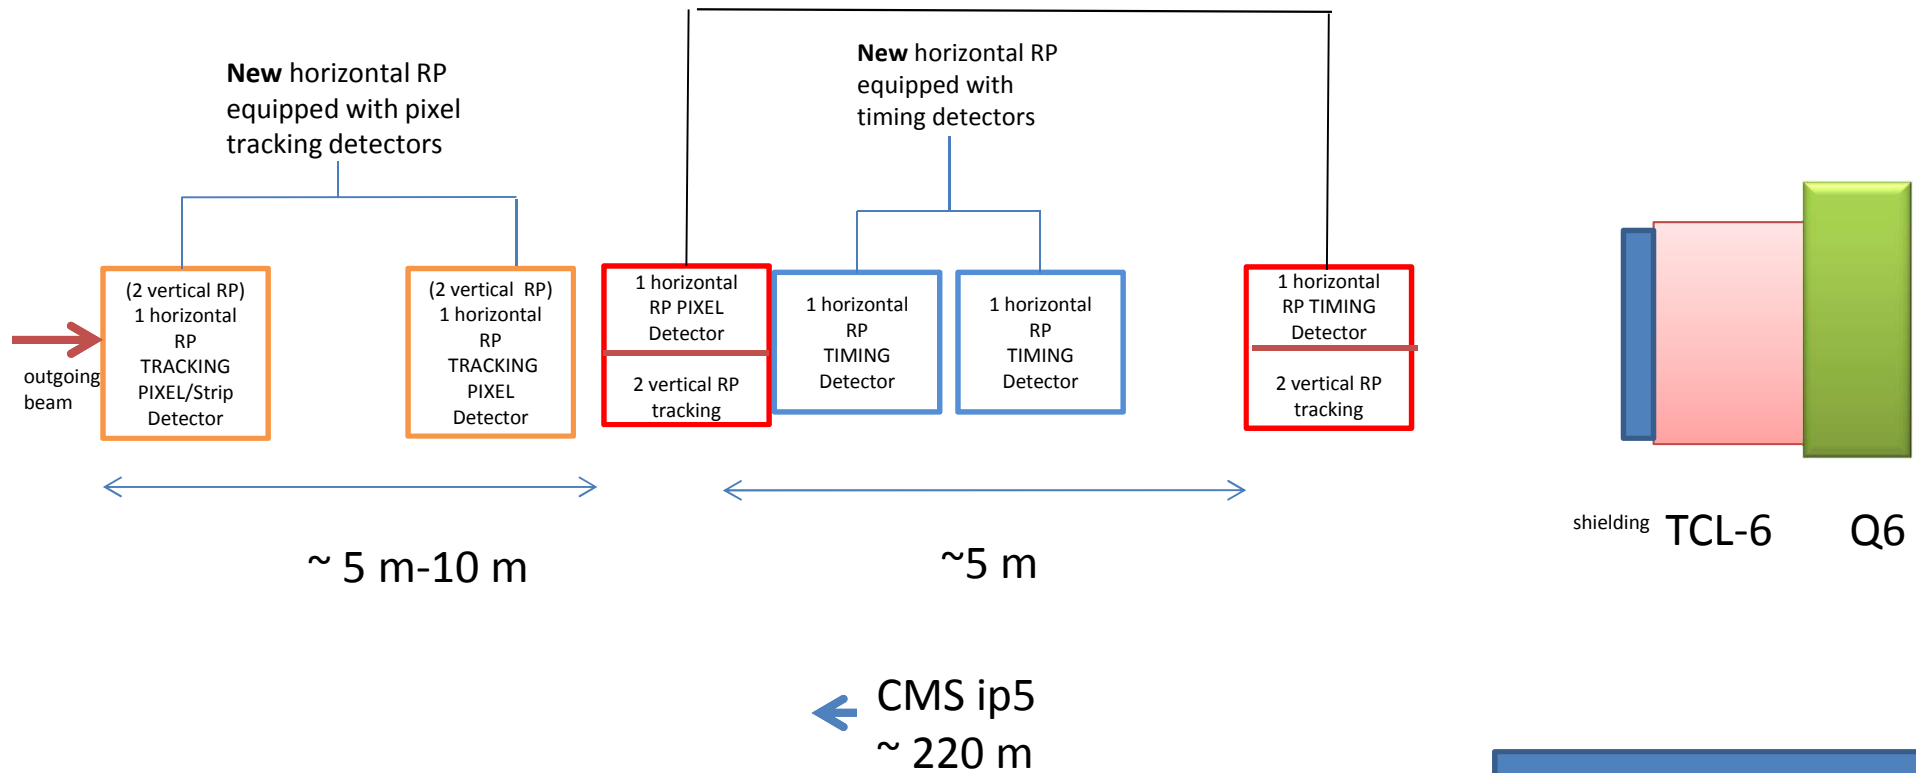 New horizontal RP
equipped with pixel
tracking detectors
New horizontal RP
equipped with
timing detectors
outgoing
beam
(2 vertical RP)
1 horizontal
RP
TRACKING
PIXEL/Strip
Detector
(2 vertical RP)
1 horizontal
RP
TRACKING
PIXEL
Detector
1 horizontal
RP PIXEL
Detector
2 vertical RP
tracking
1 horizontal
RP
TIMING
Detector
1 horizontal
RP
TIMING
Detector
1 horizontal
RP TIMING
Detector
2 vertical RP
tracking
shielding
TCL-6
Q6
~ 5 m-10 m
~5 m
CMS ip5
~ 220 m